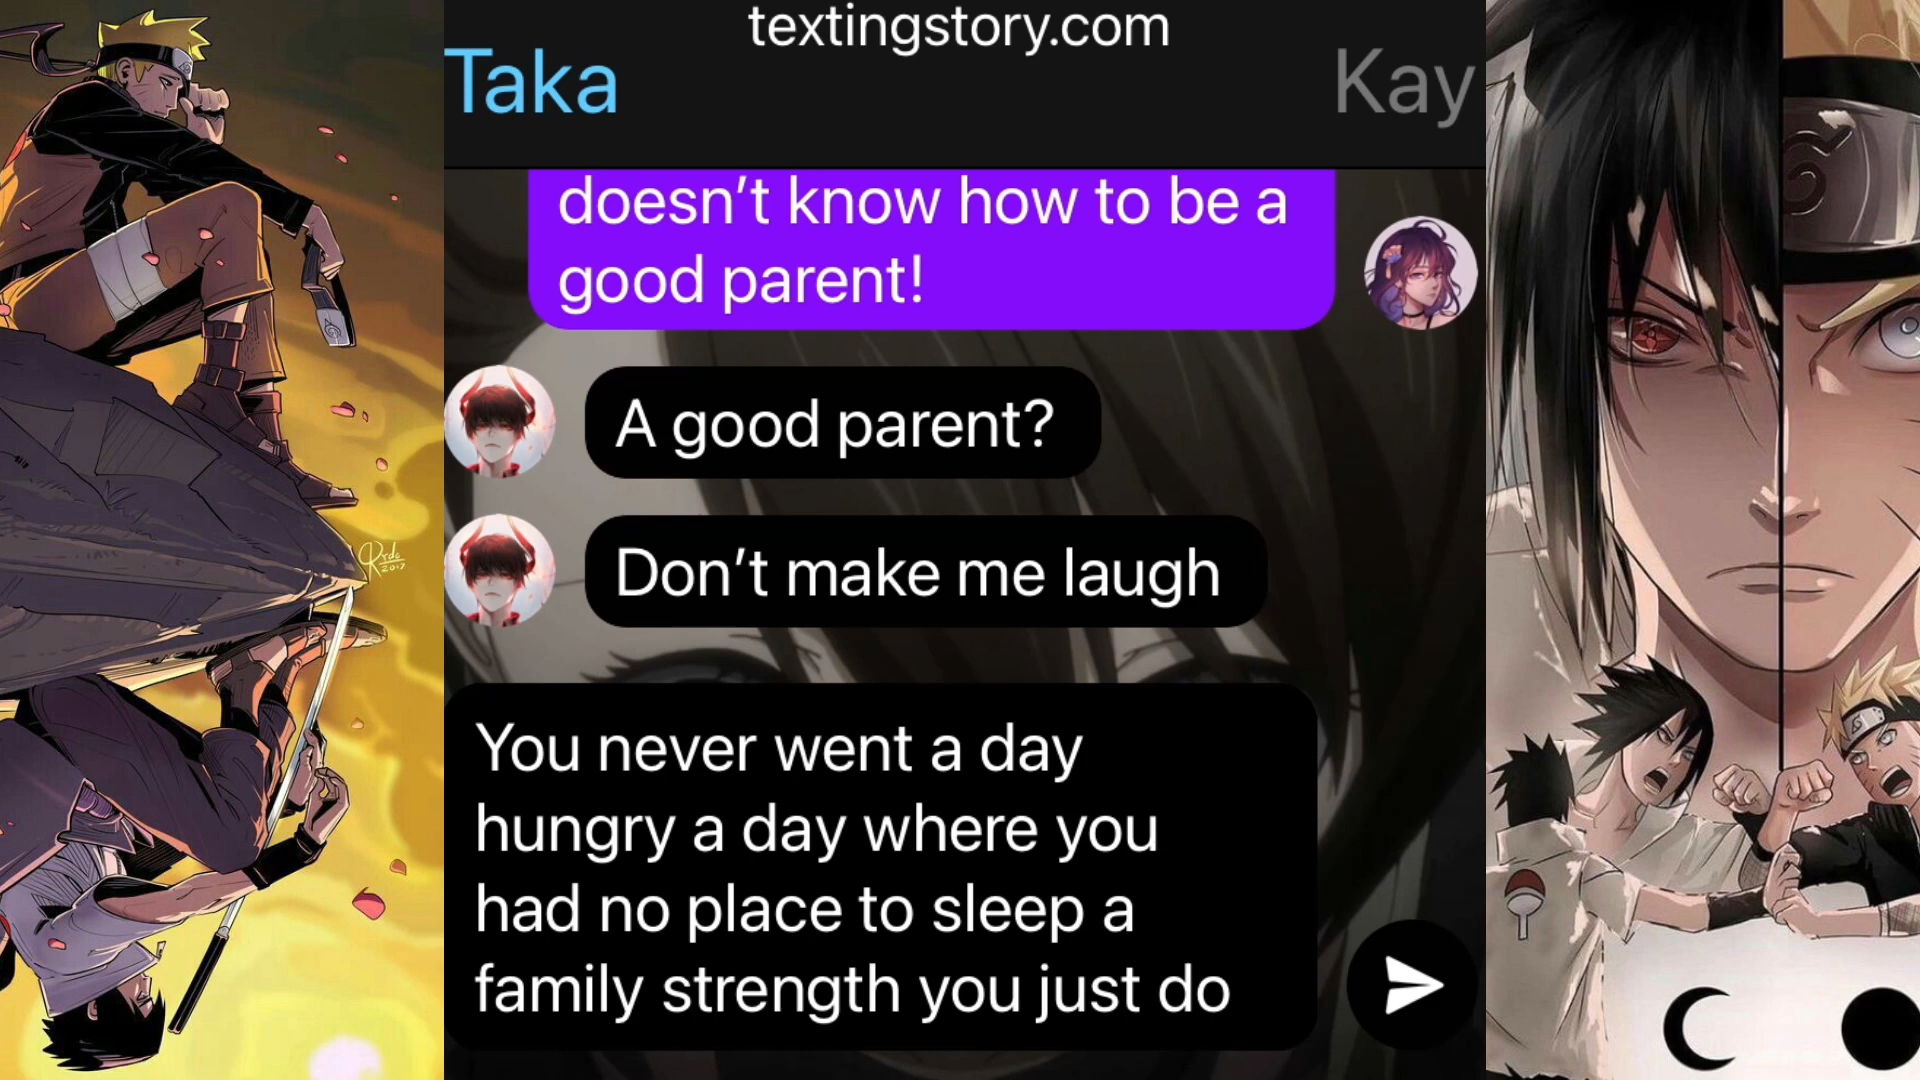 textingstory.com
Taka
Kay
doesn’t know how to be a
good parent!
A good parent?
Don’t make me laugh
You never went a day
hungry a day where you
had no place to sleep a
family strength you just do
2017